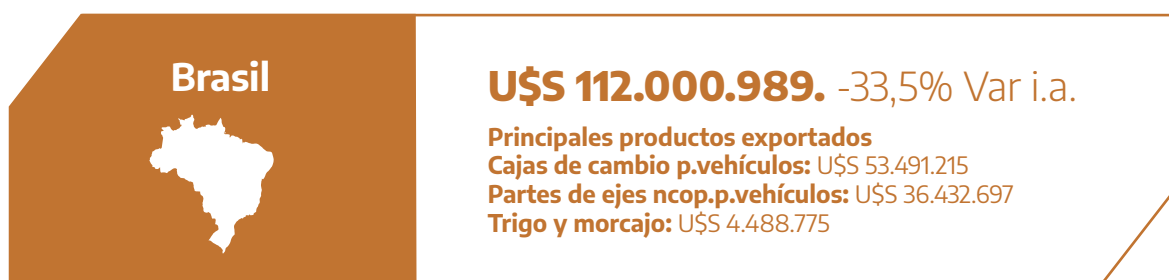 Brasil
U$S 112.000.989. -33,5% Var i.a.
Principales productos exportados
Cajas de cambio p.vehículos: U$S 53.491.215
Partes de ejes ncop.p.vehículos: U$S 36.432.697
Trigo y morcajo: U$S 4.488.775